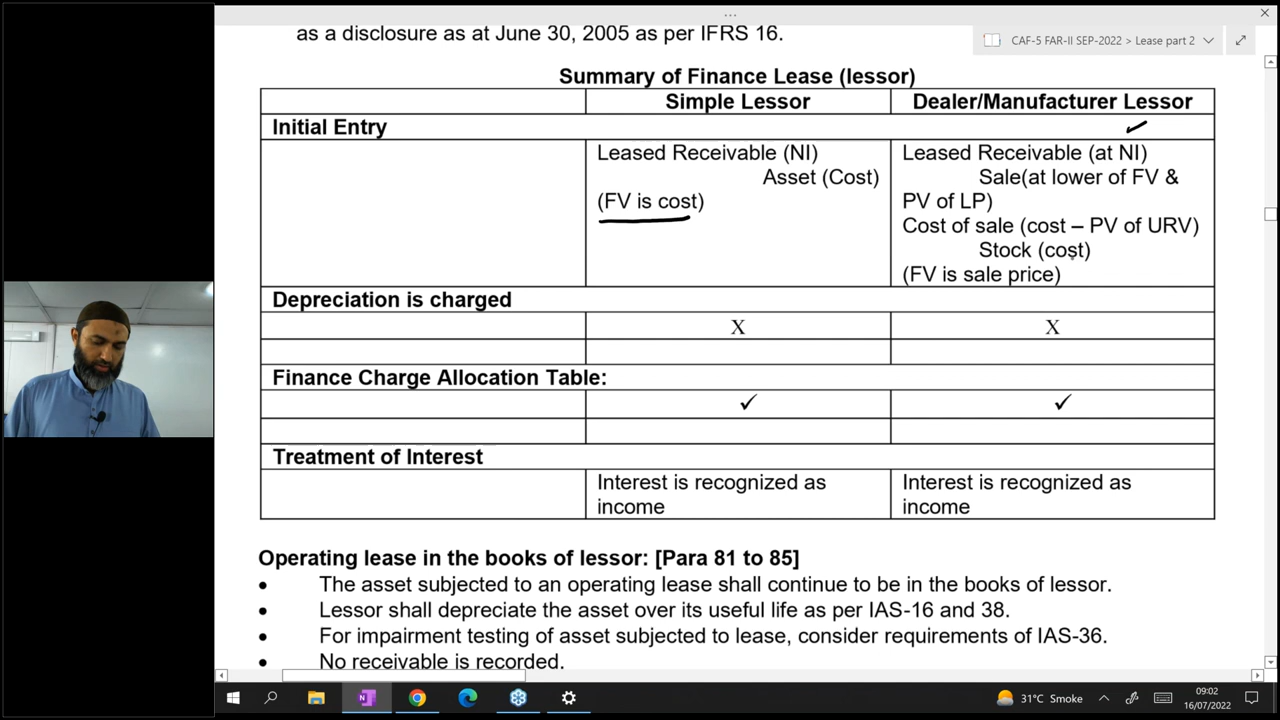 as a disclosure as at June 30, 2005 as per IFRS 16.
CAF-5 FAR-II SEP-2022 > Lease part 2
Summary of Finance Lease (lessor)
Simple Lessor
Dealer/Manufacturer Lessor
Initial Entry
Leased Receivable (NI)
Asset (Cost)
(FV is cost)
Leased Receivable (at NI)
Sale(at lower of FV &
PV of LP)
Cost of sale (cost – PV of URV)
Stock (cost)
(FV is sale price)
Depreciation is charged
X
X
Finance Charge Allocation Table:
✓
✓
Treatment of Interest
Interest is recognized as
income
Interest is recognized as
income
Operating lease in the books of lessor: [Para 81 to 85]
• The asset subjected to an operating lease shall continue to be in the books of lessor.
• Lessor shall depreciate the asset over its useful life as per IAS-16 and 38.
• For impairment testing of asset subjected to lease, consider requirements of IAS-36.
• No receivable is recorded.
31°C Smoke
09:02
16/07/2022